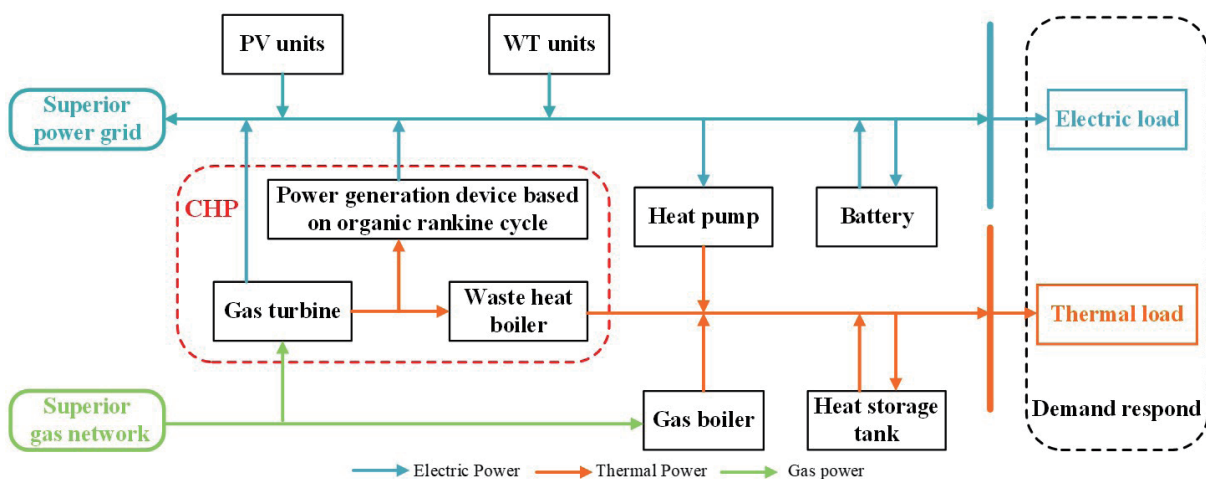 PV units
WT units
Superior
power grid
Electric load
CHP
Power generation device based
on organic rankine cycle
Heat pump
Battery
Gas turbine
Waste heat
boiler
Thermal load
Superior
gas network
Gas boiler
Heat storage
tank
Demand respond
Electric Power
Thermal Power
Gas power